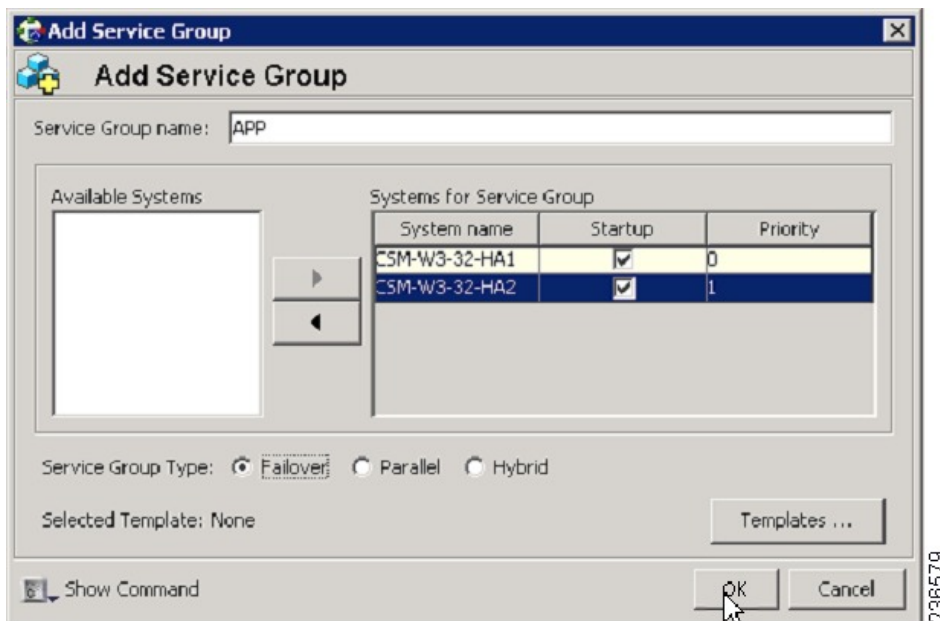 Add Service Group
Add Service Group
Service Group name: APP
Available Systems
Systems for Service Group
System name Startup Priority
CSM-W3-32-HA1 0
CSM-W3-32-HA2 1
Service Group Type: Failover Parallel Hybrid
Selected Template: None
Templates ...
Show Command
OK Cancel
236579